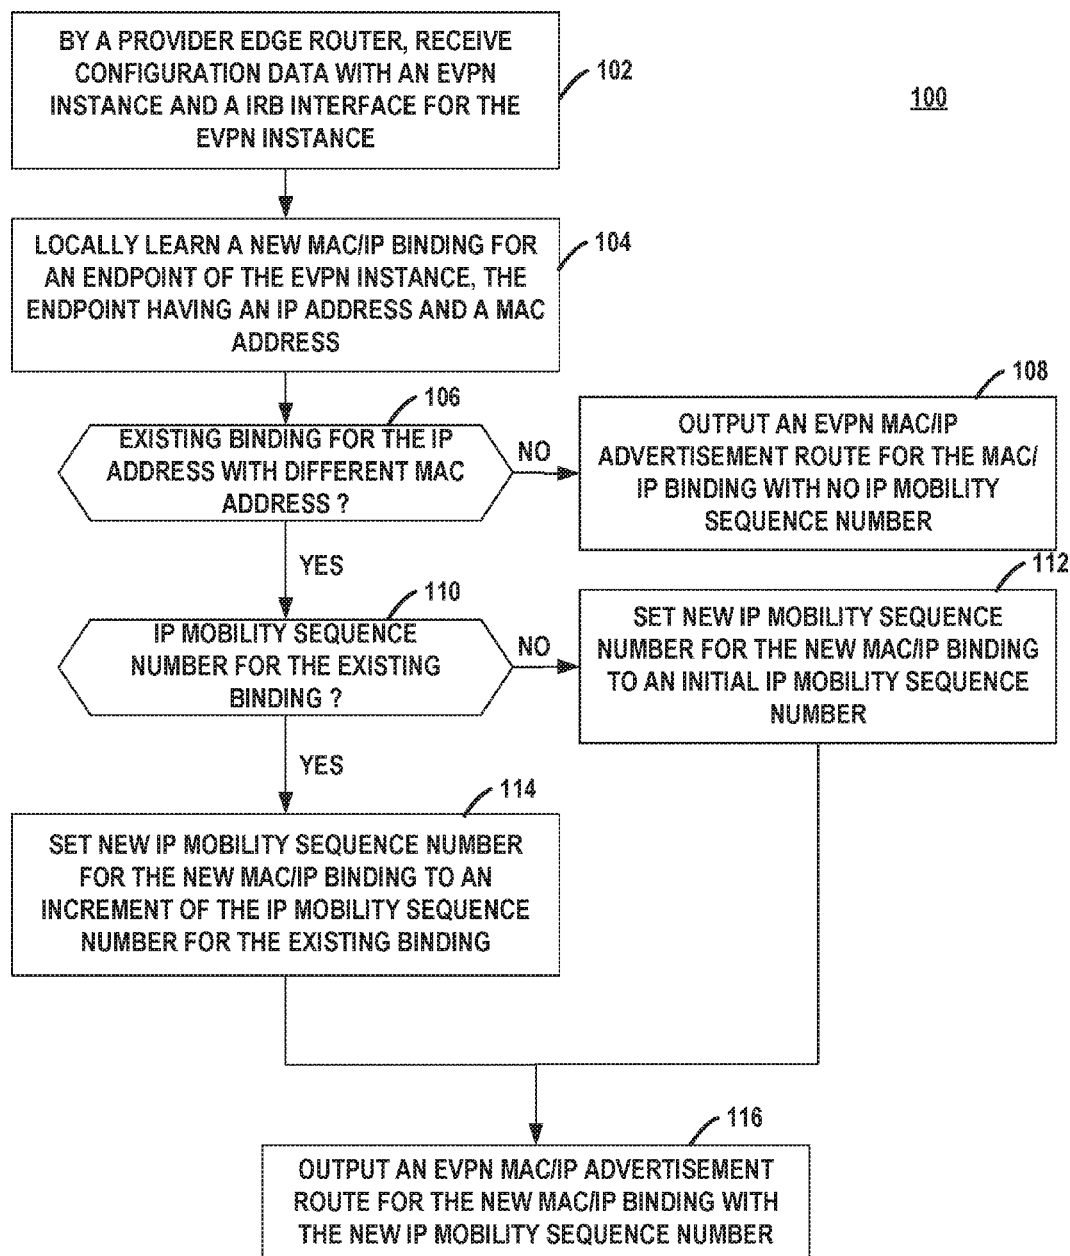 BY A PROVIDER EDGE ROUTER, RECEIVE
CONFIGURATION DATA WITH AN EVPN
INSTANCE AND A IRB INTERFACE FOR THE
EVPN INSTANCE
102
100
LOCALLY LEARN A NEW MAC/IP BINDING FOR
AN ENDPOINT OF THE EVPN INSTANCE, THE
ENDPOINT HAVING AN IP ADDRESS AND A MAC
ADDRESS
104
106
EXISTING BINDING FOR THE IP
ADDRESS WITH DIFFERENT MAC
ADDRESS ?
NO
108
OUTPUT AN EVPN MAC/IP
ADVERTISEMENT ROUTE FOR THE MAC/
IP BINDING WITH NO IP MOBILITY
SEQUENCE NUMBER
YES
110
IP MOBILITY SEQUENCE
NUMBER FOR THE EXISTING
BINDING ?
NO
112
SET NEW IP MOBILITY SEQUENCE
NUMBER FOR THE NEW MAC/IP BINDING
TO AN INITIAL IP MOBILITY SEQUENCE
NUMBER
YES
114
SET NEW IP MOBILITY SEQUENCE NUMBER
FOR THE NEW MAC/IP BINDING TO AN
INCREMENT OF THE IP MOBILITY SEQUENCE
NUMBER FOR THE EXISTING BINDING
116
OUTPUT AN EVPN MAC/IP ADVERTISEMENT
ROUTE FOR THE NEW MAC/IP BINDING WITH
THE NEW IP MOBILITY SEQUENCE NUMBER